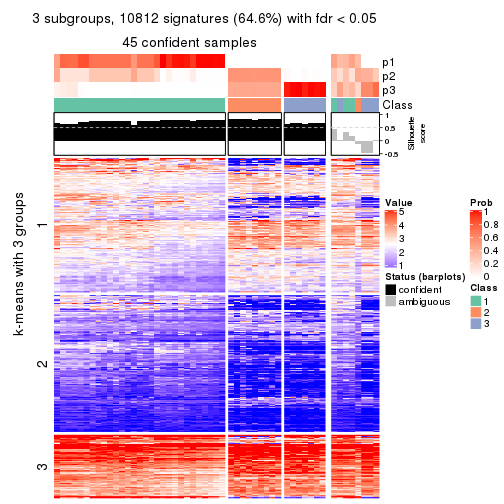 3 subgroups, 10812 signatures (64.6%) with fdr < 0.05
45 confident samples
p1
p2
p3
Class
1
0.5
0
-0.5
Silhouette
score
k-means with 3 groups
1
2
3
Value
5
4
3
2
1
Status (barplots)
confident
ambiguous
Prob
1
0.8
0.6
0.4
0.2
0
Class
1
2
3